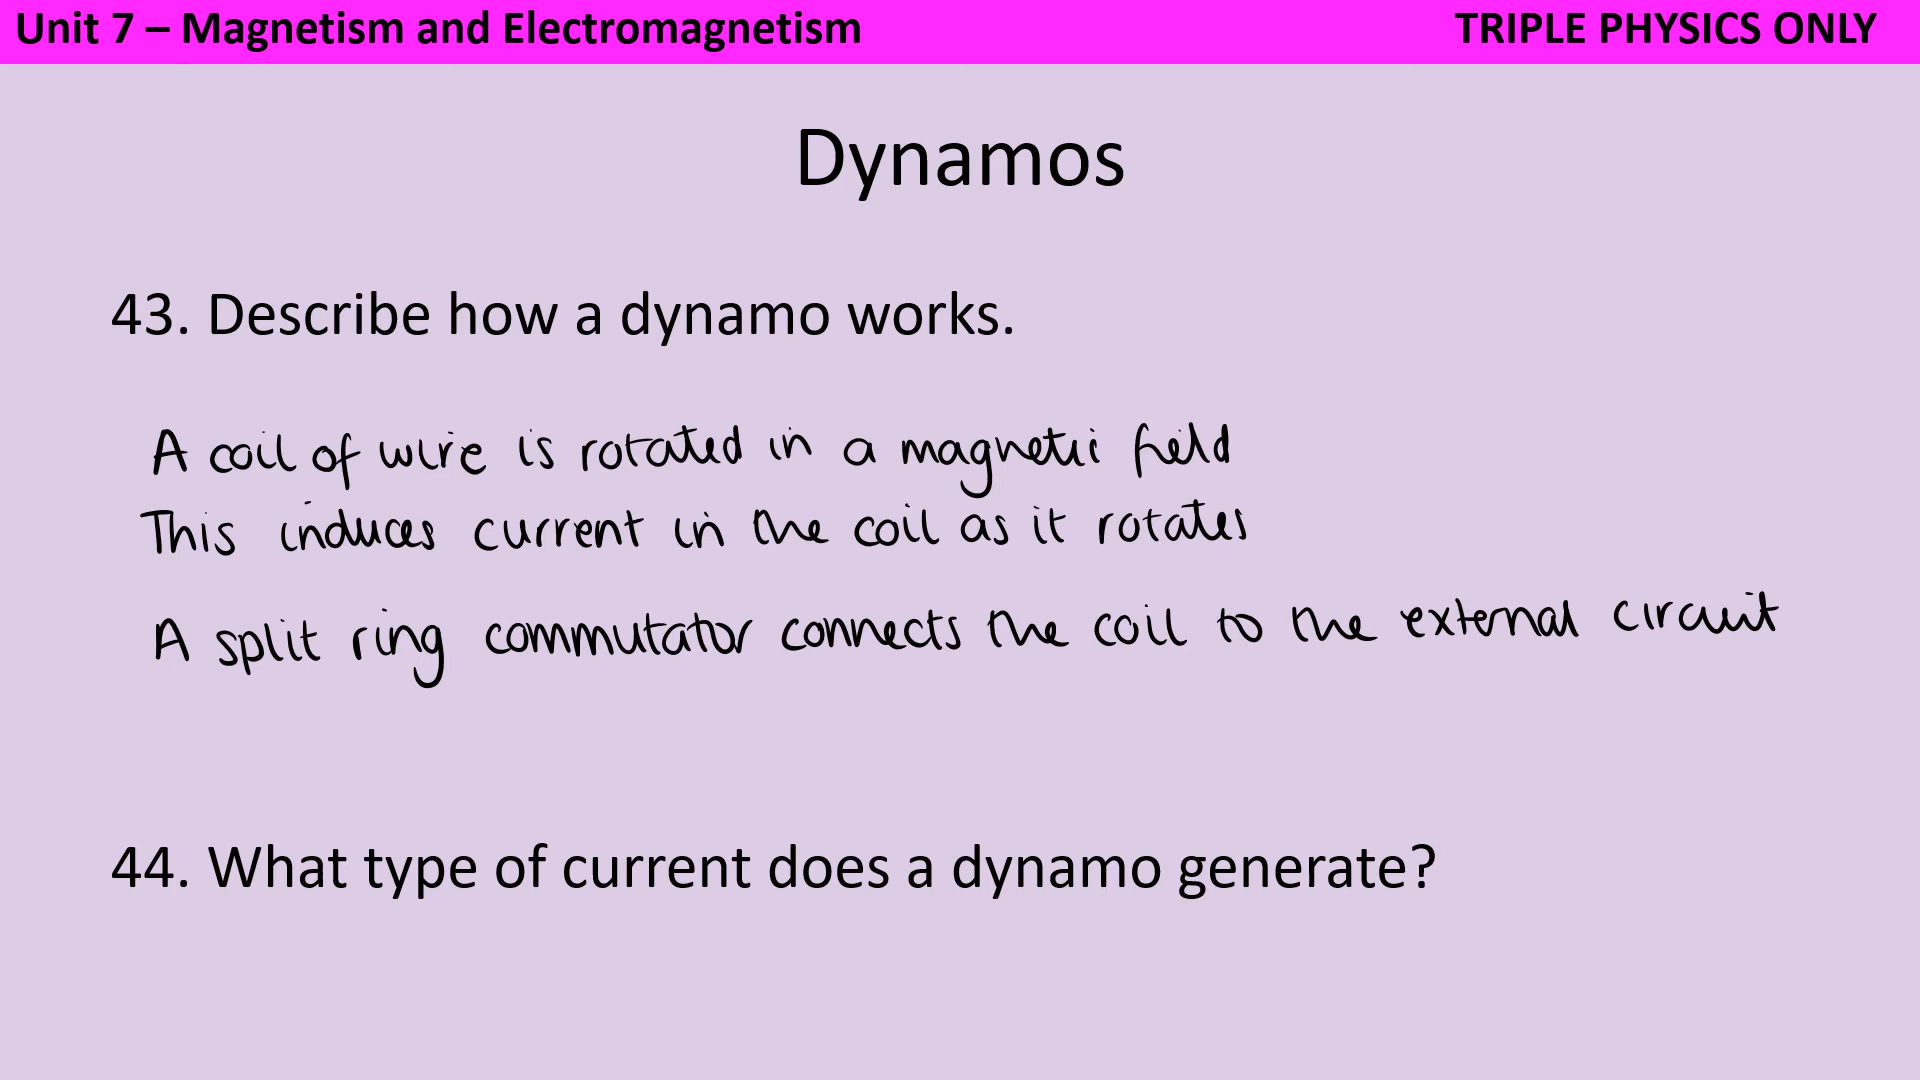 Unit 7 – Magnetism and Electromagnetism
TRIPLE PHYSICS ONLY
Dynamos
43. Describe how a dynamo works.
A coil of wire is rotated in a magnetic field
This induces current in the coil as it rotates
A split ring commutator connects the coil to the external circuit
44. What type of current does a dynamo generate?